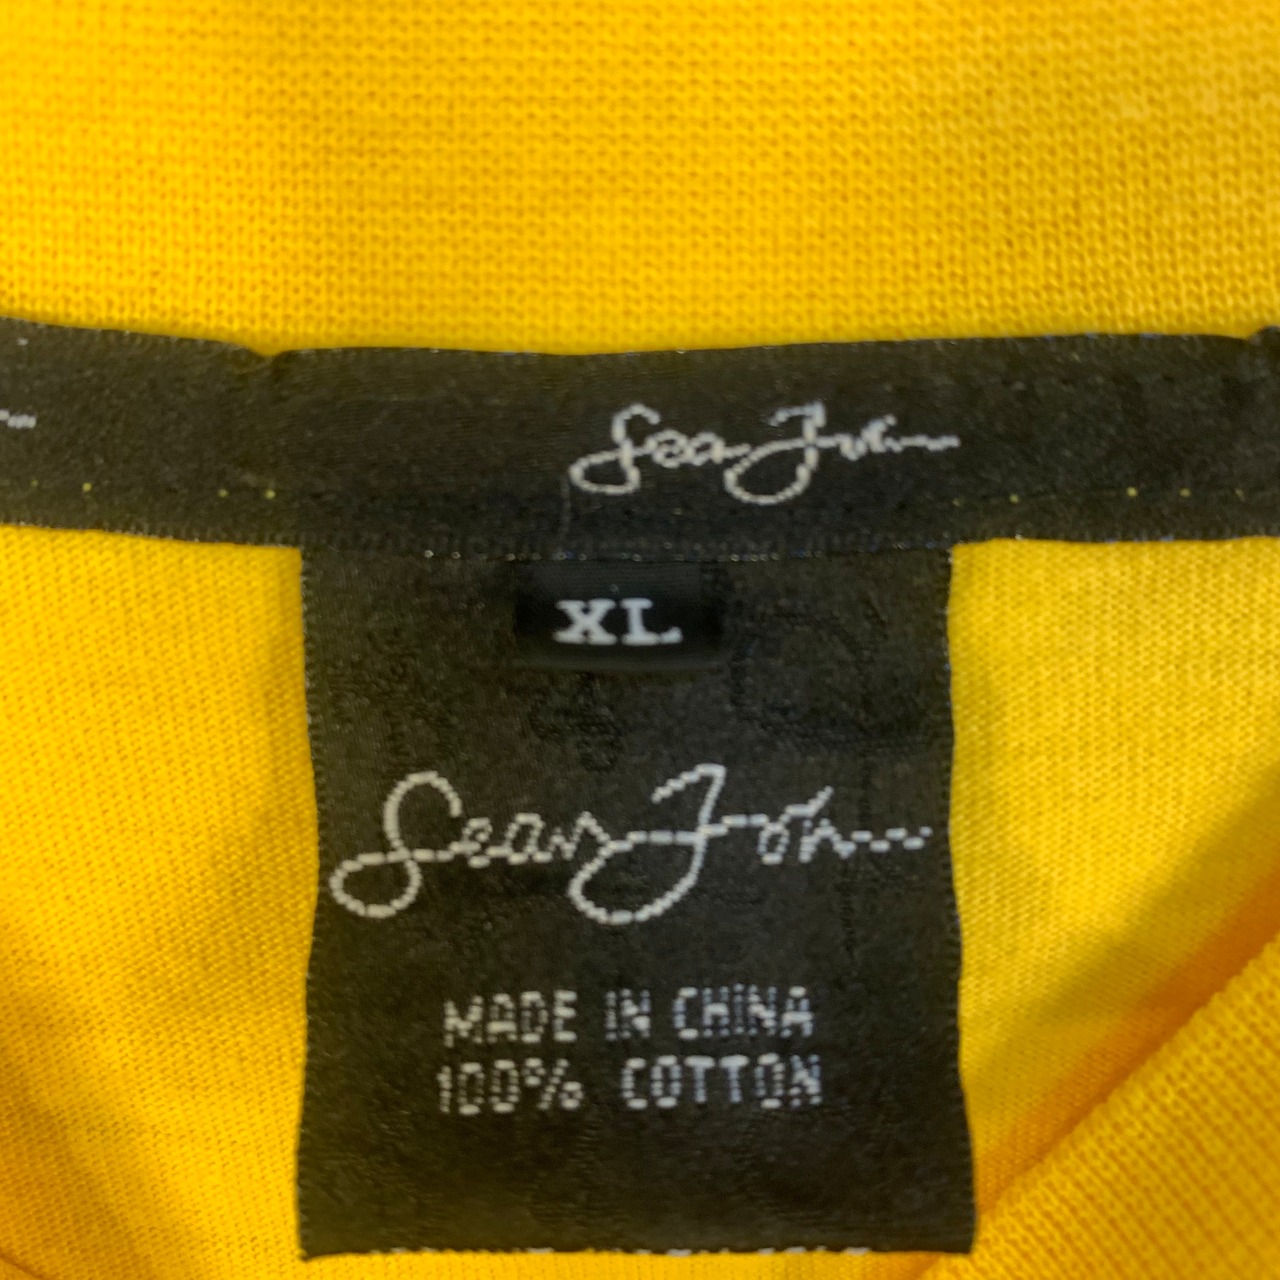 Sean John
XL
Sean John
MADE IN CHINA
100% COTTON